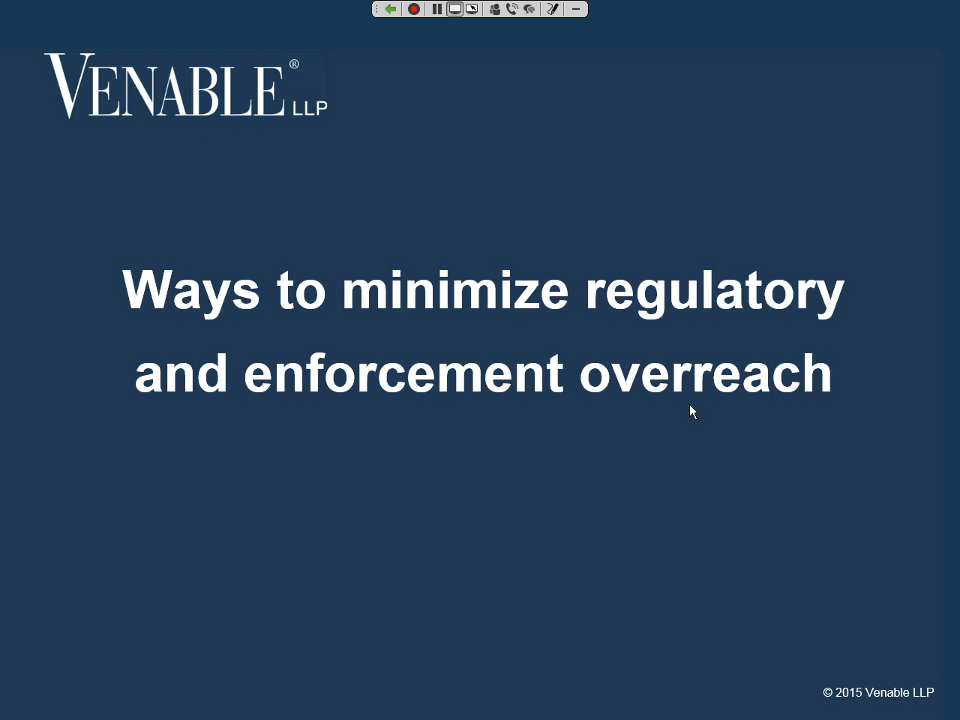 VENABLE® LLP
Ways to minimize regulatory
and enforcement overreach
© 2015 Venable LLP